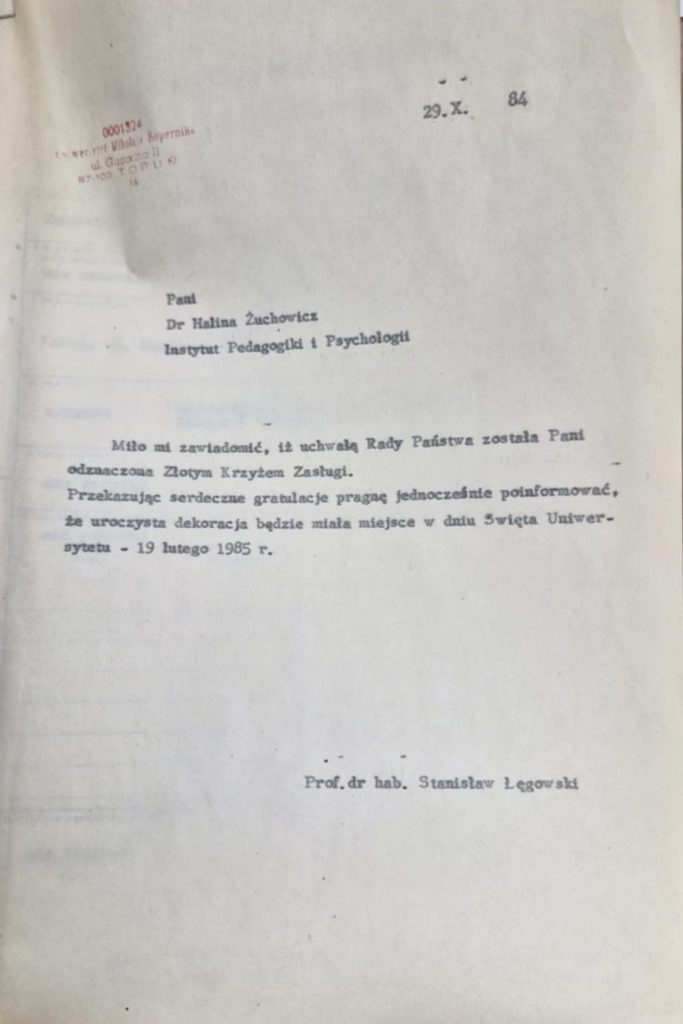 29.X. 84
0001324
Uniwersytet Mikołaja Kopernika
ul. Gagarina 11
87-100 TORUŃ
16
Pani
Dr Halina Żuchowicz
Instytut Pedagogiki i Psychologii
Miło mi zawiadomić, iż uchwałą Rady Państwa została Pani
odznaczona Złotym Krzyżem Zasługi.
Przekazując serdeczne gratulacje pragnę jednocześnie poinformować,
że uroczysta dekoracja będzie miała miejsce w dniu Święta Uniwer-
sytetu - 19 lutego 1985 r.
Prof.dr hab. Stanisław Łęgowski